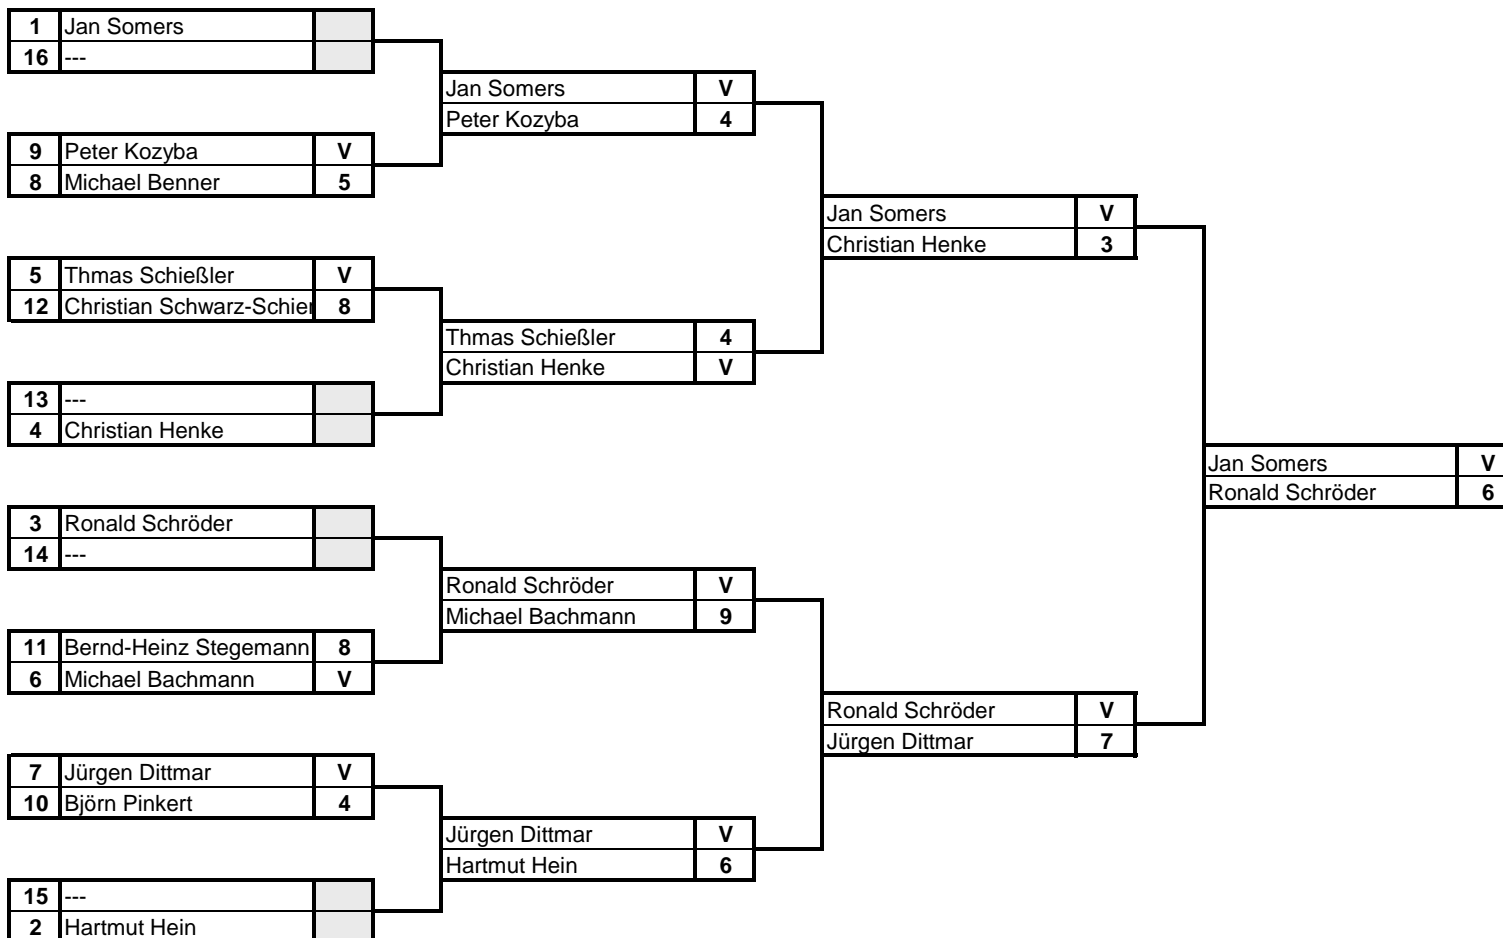 1 Jan Somers
16 ---
Jan Somers V
Peter Kozyba 4
9 Peter Kozyba V
8 Michael Benner 5
Jan Somers V
Christian Henke 3
5 Thmas Schießler V
12 Christian Schwarz-Schier 8
Thmas Schießler 4
Christian Henke V
13 ---
4 Christian Henke
Jan Somers V
Ronald Schröder 6
3 Ronald Schröder
14 ---
Ronald Schröder V
Michael Bachmann 9
11 Bernd-Heinz Stegemann 8
6 Michael Bachmann V
Ronald Schröder V
Jürgen Dittmar 7
7 Jürgen Dittmar V
10 Björn Pinkert 4
Jürgen Dittmar V
Hartmut Hein 6
15 ---
2 Hartmut Hein